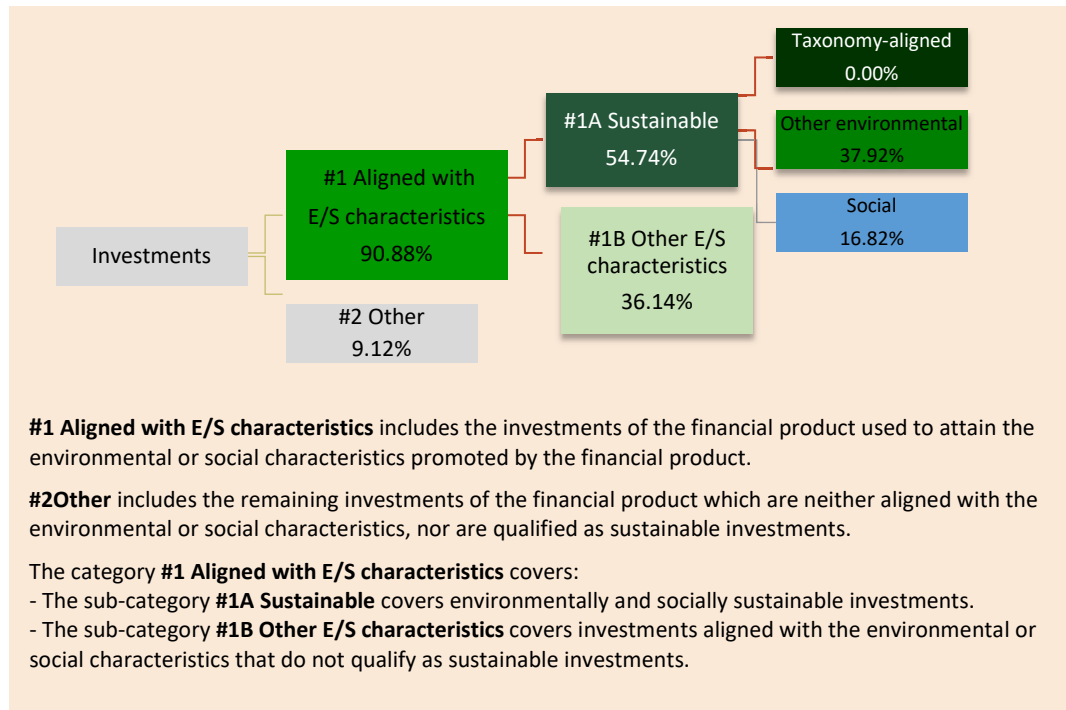 Taxonomy-aligned
0.00%
#1A Sustainable
54.74%
Other environmental
37.92%
#1 Aligned with
E/S characteristics
90.88%
Social
16.82%
Investments
#1B Other E/S
characteristics
36.14%
#2 Other
9.12%
#1 Aligned with E/S characteristics includes the investments of the financial product used to attain the
environmental or social characteristics promoted by the financial product.
#2Other includes the remaining investments of the financial product which are neither aligned with the
environmental or social characteristics, nor are qualified as sustainable investments.
The category #1 Aligned with E/S characteristics covers:
- The sub-category #1A Sustainable covers environmentally and socially sustainable investments.
- The sub-category #1B Other E/S characteristics covers investments aligned with the environmental or
social characteristics that do not qualify as sustainable investments.